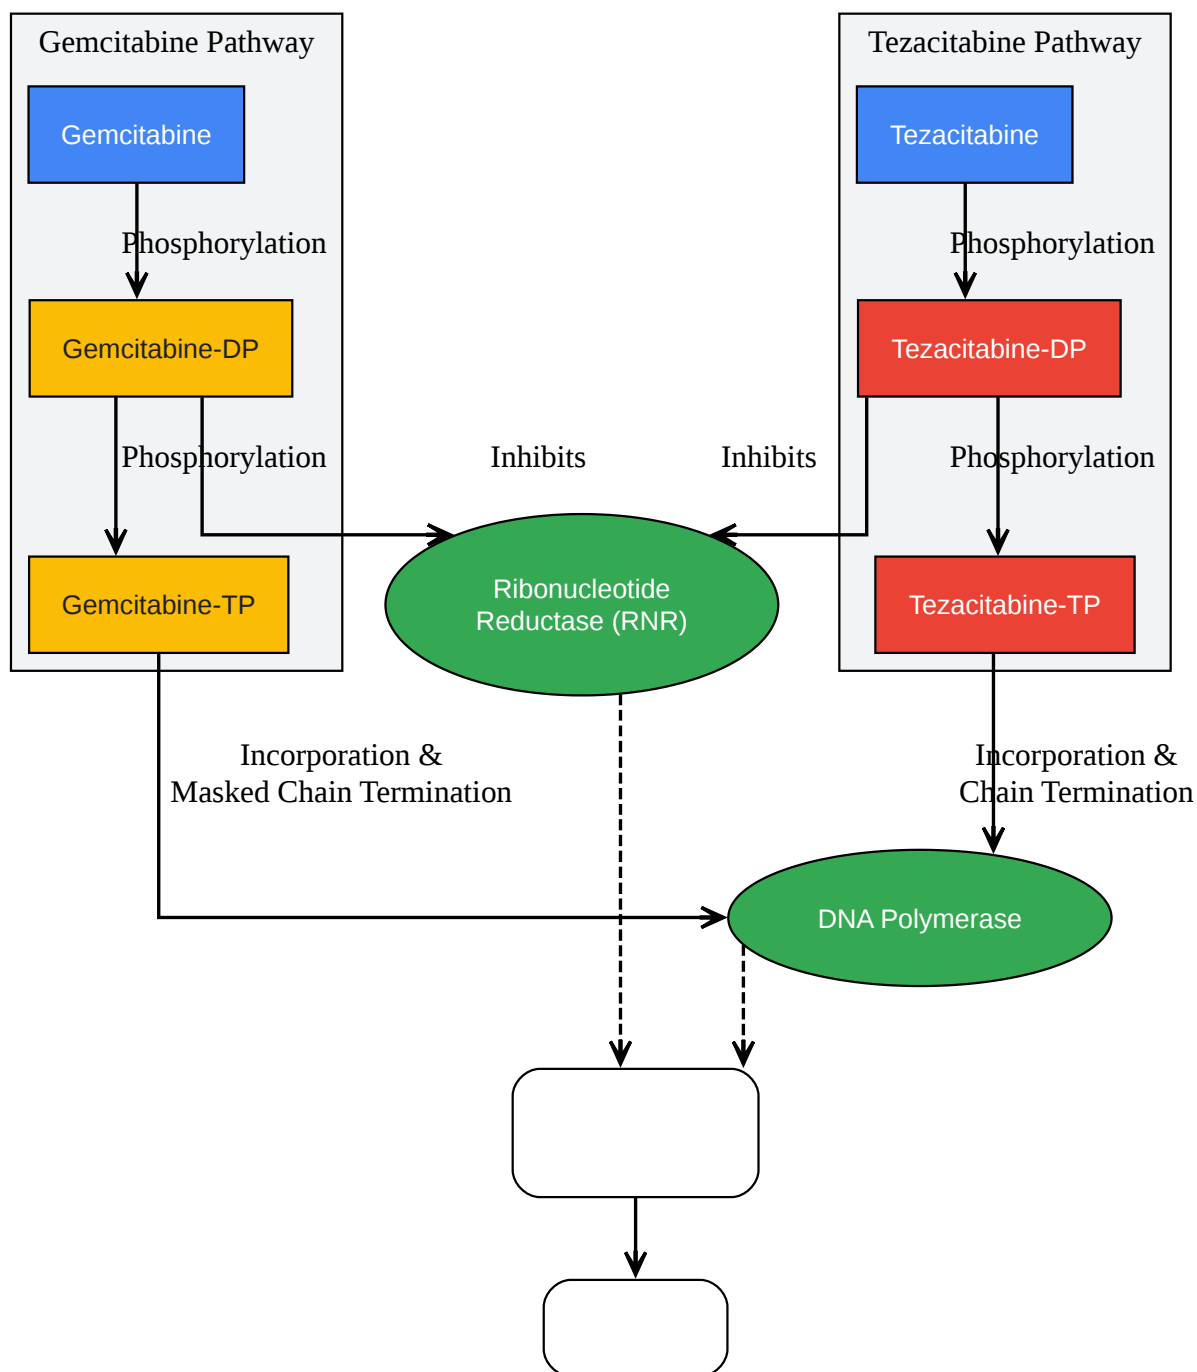 Gemcitabine Pathway
Tezacitabine Pathway
Gemcitabine
Tezacitabine
Phosphorylation
Phosphorylation
Gemcitabine-DP
Tezacitabine-DP
Phosphorylation
Inhibits
Inhibits
Phosphorylation
Ribonucleotide
Reductase (RNR)
Gemcitabine-TP
Tezacitabine-TP
Incorporation &
Masked Chain Termination
Incorporation &
Chain Termination
DNA Polymerase